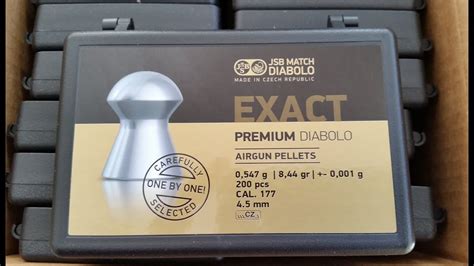 JSB MATCH
DIABOLO
MADE IN CZECH REPUBLIC
EXACT
PREMIUM DIABOLO
AIRGUN PELLETS
0,547 g | 8,44 gr | +- 0,001 g
200 pcs
CAL. 177
4.5 mm
CZ
CAREFULLY
ONE BY ONE!
SELECTED